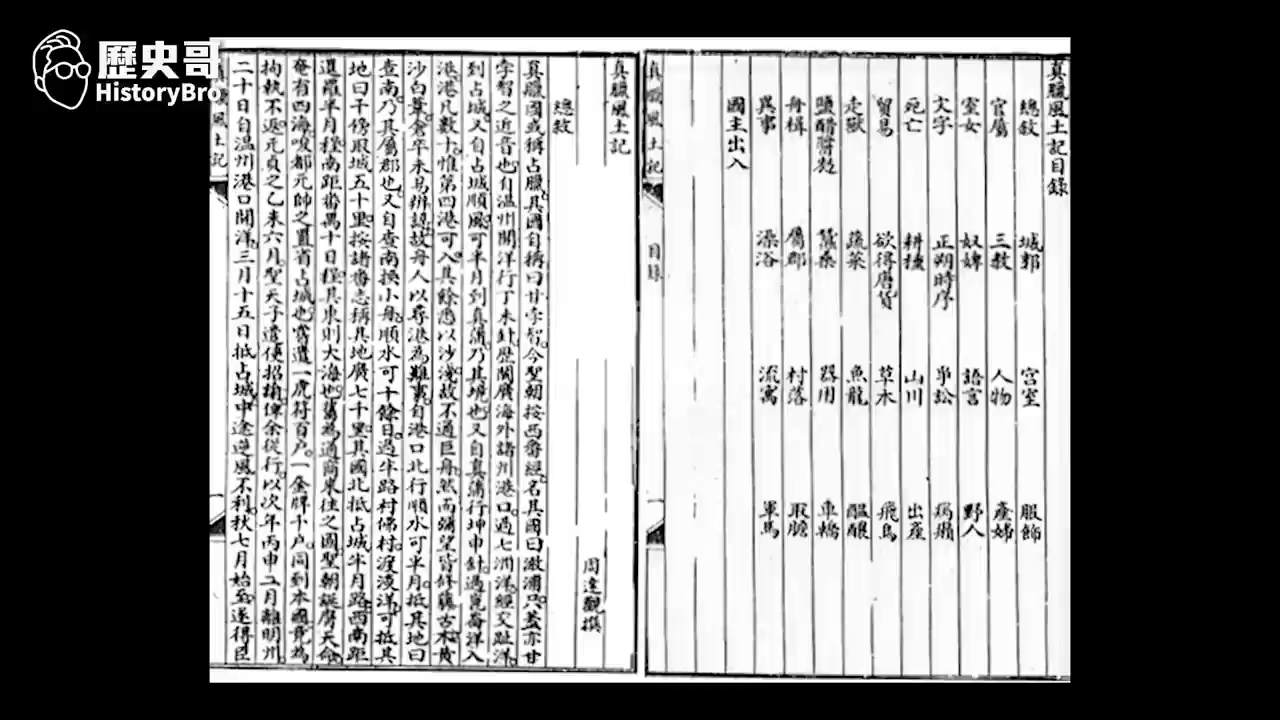 歷史哥
HistoryBro
真臘風土記目錄
總敘 城郭 宮室 服飾
官屬 三教 人物 產婦
室女 奴婢 語言 野人
文字 正朔時序 爭訟 病癩
死亡 耕種 山川 出產
貿易 欲得唐貨 草木 飛鳥
走獸 蔬菜 魚龍 醞釀
鹽醋醬麪 蠶桑 器用 車轎
舟楫 屬郡 村落 取膽
異事 澡浴 流寓 軍馬
國主出入
真臘風土記 目錄 一
真臘風土記
周達觀撰
總敘
真臘國或稱占臘其國自稱曰甘孛智今聖朝按西番經名其國曰澉浦只蓋亦甘
孛智之近音也自溫州開洋行丁未針歷閩廣海外諸州港口過七洲洋經交趾洋
到占城又自占城順風可半月到真蒲乃其境也又自真蒲行坤申針過崑崙洋入
港港凡數十惟第四港可入其餘悉以沙淺故不通巨舟然而彌望皆修藤古木黃
沙白葦倉卒未易辨認故舟人以尋港為難事自港口北行順水可半月抵其地曰
查南乃其屬郡也又自查南換小舟順水可十餘日過半路村佛村渡淡洋可抵其
地曰干傍取城五十里按諸番志稱其地廣七千里其國北抵占城半月路西南距
暹羅半月程南距番禺十日程其東則大海也舊為通商來往之國聖朝誕膺天命
奄有四海唆都元帥之置省占城也嘗遣一虎符百戶一金牌千戶同到本國竟為
拘執不返元貞之乙未六月聖天子遣使招諭俾余從行以次年丙申二月離明州
二十日自溫州港口開洋三月十五日抵占城中途逆風不利秋七月始至遂得臣
土記